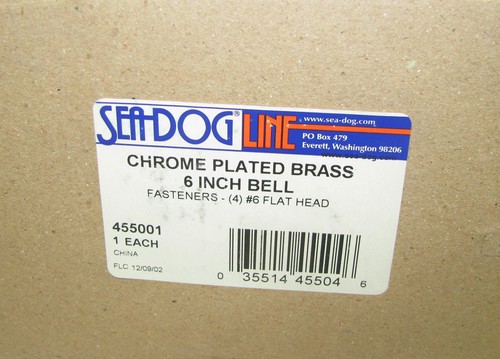 SEA-DOG® LINE
www.sea-dog.com
PO Box 479
Everett, Washington 98206
CHROME PLATED BRASS
6 INCH BELL
FASTENERS - (4) #6 FLAT HEAD
455001
1 EACH
CHINA
FLC 12/09/02
0 35514 45504 6